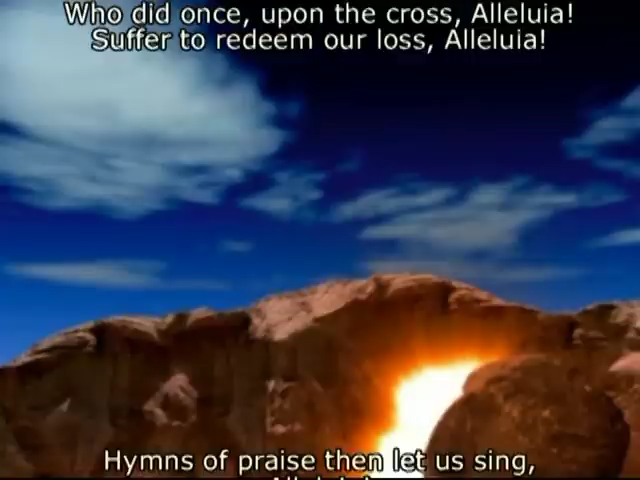 Who did once, upon the cross, Alleluia!
Suffer to redeem our loss, Alleluia!
Hymns of praise then let us sing,